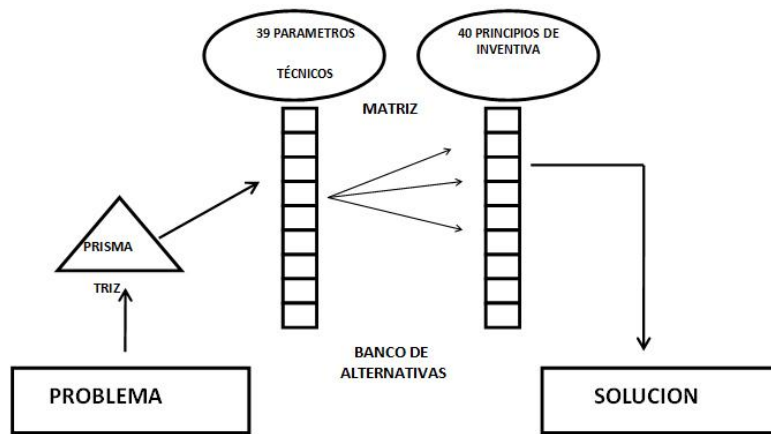 39 PARAMETROS
TÉCNICOS
40 PRINCIPIOS DE
INVENTIVA
MATRIZ
PRISMA
TRIZ
BANCO DE
ALTERNATIVAS
PROBLEMA
SOLUCION